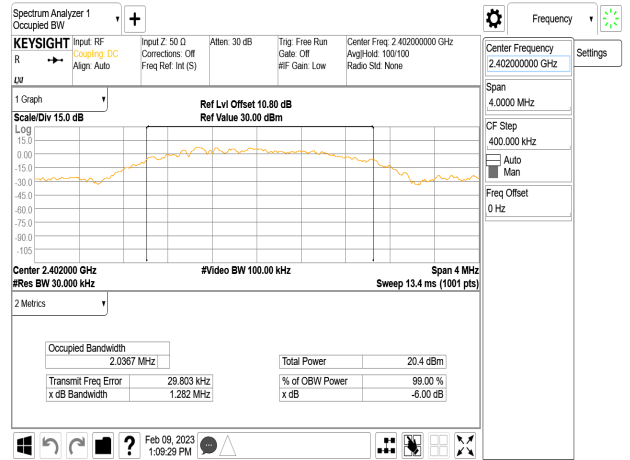 Spectrum Analyzer 1
Occupied BW
Frequency
KEYSIGHT
R
Input: RF
Coupling: DC
Align: Auto
Input Z: 50 Ω
Corrections: Off
Freq Ref: Int (S)
Atten: 30 dB
Trig: Free Run
Gate: Off
#IF Gain: Low
Center Freq: 2.402000000 GHz
Avg|Hold: 100/100
Radio Std: None
Center Frequency
2.402000000 GHz
Settings
Span
4.0000 MHz
CF Step
400.000 kHz
Auto
Man
Freq Offset
0 Hz
1 Graph
Scale/Div 15.0 dB
Ref Lvl Offset 10.80 dB
Ref Value 30.00 dBm
Log
15.0
0.00
-15.0
-30.0
-45.0
-60.0
-75.0
-90.0
-105
Center 2.402000 GHz
#Res BW 30.000 kHz
#Video BW 100.00 kHz
Span 4 MHz
Sweep 13.4 ms (1001 pts)
2 Metrics
Occupied Bandwidth
2.0367 MHz
Total Power 20.4 dBm
Transmit Freq Error 29.803 kHz
% of OBW Power 99.00 %
x dB Bandwidth 1.282 MHz
x dB -6.00 dB
?
Feb 09, 2023
1:09:29 PM